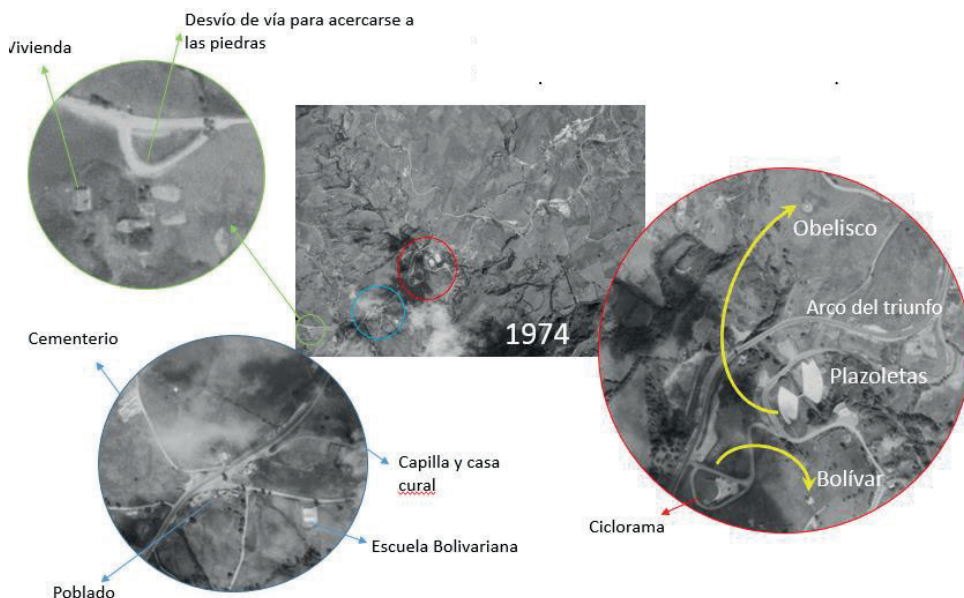 Desvío de vía para acercarse a
las piedras
Vivienda
1974
Obelisco
Arco del triunfo
Plazoletas
Bolívar
Ciclorama
Cementerio
Capilla y casa
cural
Escuela Bolivariana
Poblado